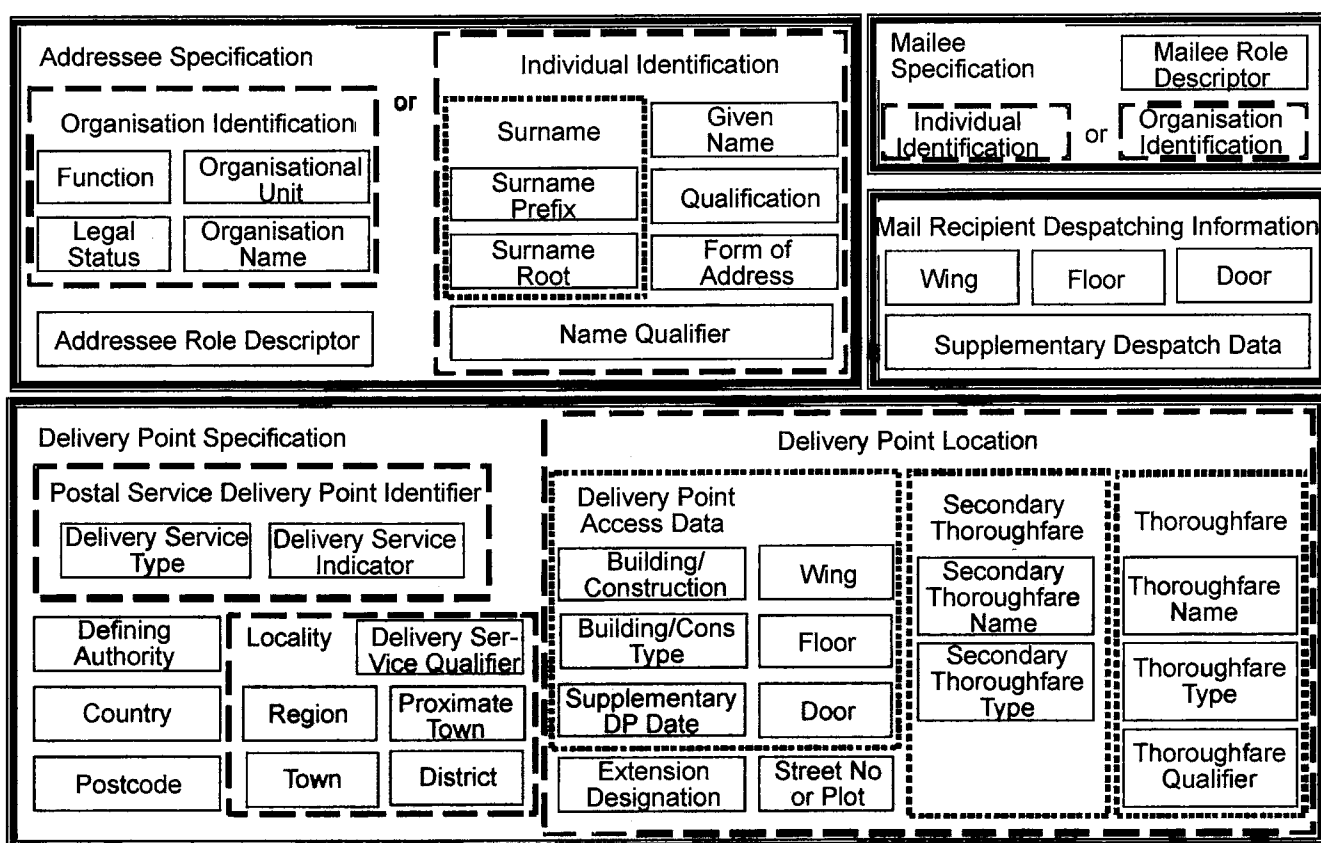 Addressee Specification
Organisation Identification
Function
Organisational
Unit
Legal
Status
Organisation
Name
Addressee Role Descriptor
or
Individual Identification
Surname
Surname
Prefix
Surname
Root
Given
Name
Qualification
Form of
Address
Name Qualifier
Mailee
Specification
Mailee Role
Descriptor
Individual
Identification
or
Organisation
Identification
Mail Recipient Despatching Information
Wing
Floor
Door
Supplementary Despatch Data
Delivery Point Specification
Postal Service Delivery Point Identifier
Delivery Service
Type
Delivery Service
Indicator
Defining
Authority
Country
Postcode
Locality
Delivery Ser-
Vice Qualifier
Region
Proximate
Town
Town
District
Delivery Point Location
Delivery Point
Access Data
Building/
Construction
Wing
Building/Cons
Type
Floor
Supplementary
DP Date
Door
Extension
Designation
Street No
or Plot
Secondary
Thoroughfare
Secondary
Thoroughfare
Name
Secondary
Thoroughfare
Type
Thoroughfare
Thoroughfare
Name
Thoroughfare
Type
Thoroughfare
Qualifier